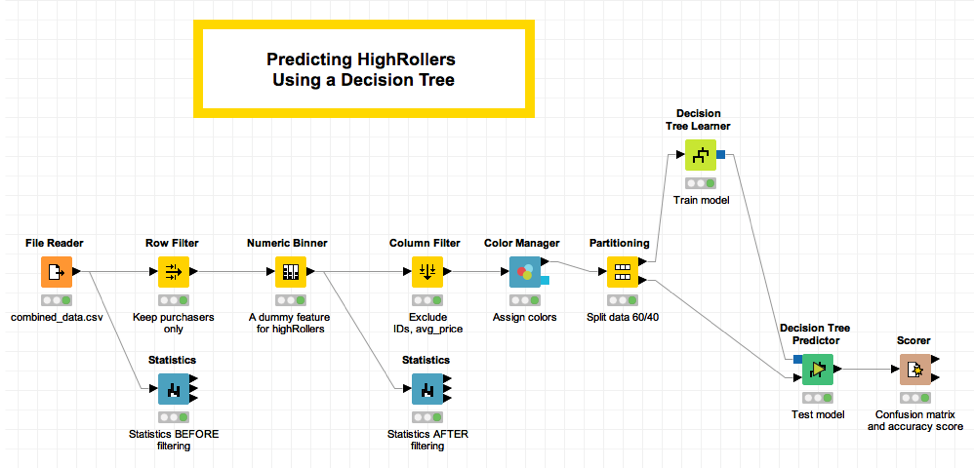 Predicting HighRollers
Using a Decision Tree
Decision
Tree Learner
Train model
File Reader
combined_data.csv
Row Filter
Keep purchasers
only
Numeric Binner
A dummy feature
for highRollers
Column Filter
Exclude
IDs, avg_price
Color Manager
Assign colors
Partitioning
Split data 60/40
Decision Tree
Predictor
Test model
Scorer
Confusion matrix
and accuracy score
Statistics
Statistics BEFORE
filtering
Statistics
Statistics AFTER
filtering